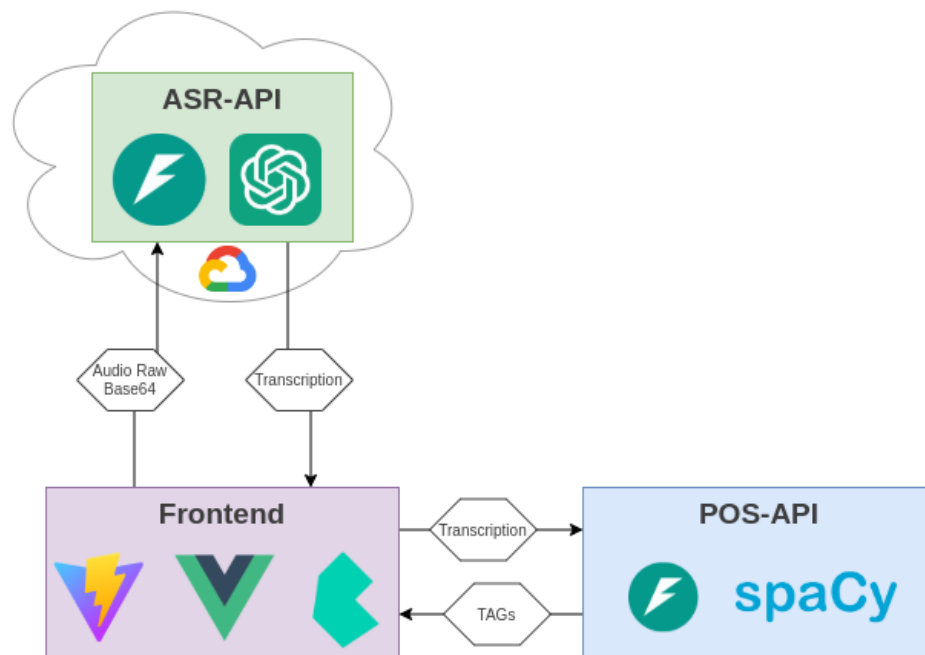 ASR-API
Audio Raw
Base64
Transcription
Frontend
Transcription
TAGs
POS-API
spaCy